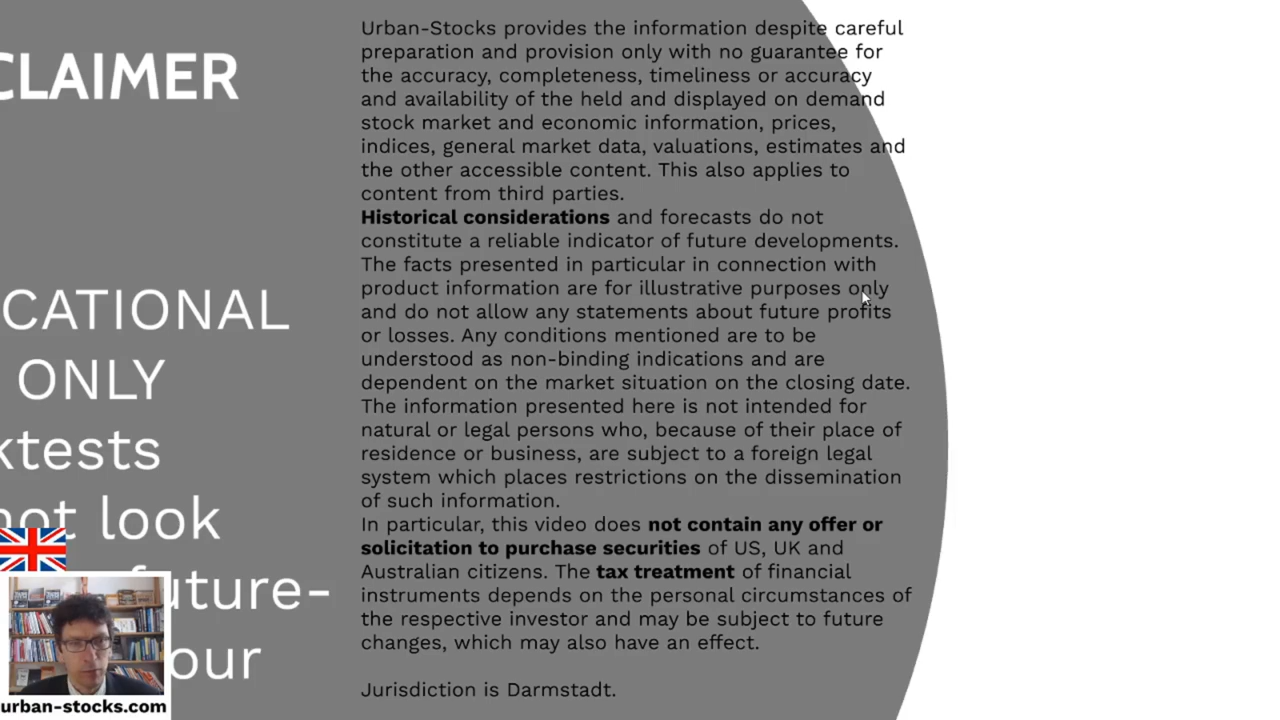 CLAIMER
CATIONAL
ONLY
ktests
not look
uture-
our
urban-stocks.com
Urban-Stocks provides the information despite careful
preparation and provision only with no guarantee for
the accuracy, completeness, timeliness or accuracy
and availability of the held and displayed on demand
stock market and economic information, prices,
indices, general market data, valuations, estimates and
the other accessible content. This also applies to
content from third parties.
Historical considerations and forecasts do not
constitute a reliable indicator of future developments.
The facts presented in particular in connection with
product information are for illustrative purposes only
and do not allow any statements about future profits
or losses. Any conditions mentioned are to be
understood as non-binding indications and are
dependent on the market situation on the closing date.
The information presented here is not intended for
natural or legal persons who, because of their place of
residence or business, are subject to a foreign legal
system which places restrictions on the dissemination
of such information.
In particular, this video does not contain any offer or
solicitation to purchase securities of US, UK and
Australian citizens. The tax treatment of financial
instruments depends on the personal circumstances of
the respective investor and may be subject to future
changes, which may also have an effect.
Jurisdiction is Darmstadt.